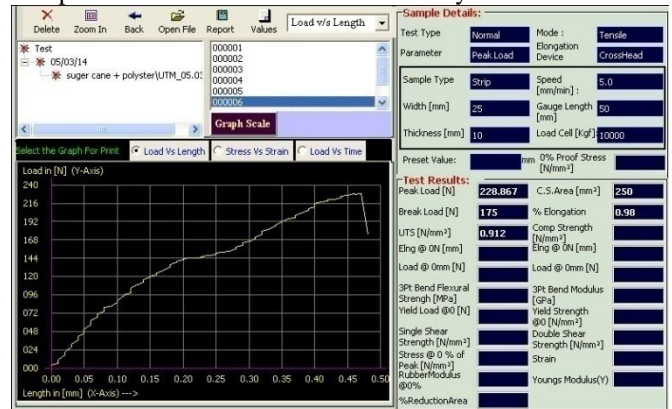 Delete Zoom In Back Open File Report Values Load v/s Length
Test
05/03/14
suger cane + polyster\UTM_05.03
000001
000002
000003
000004
000005
000006
Graph Scale
Select the Graph For Print Load Vs Length Stress Vs Strain Load Vs Time
Load in [N] (Y-Axis)
240
216
192
168
144
120
096
072
048
024
000
0.00 0.05 0.10 0.15 0.20 0.25 0.30 0.35 0.40 0.45 0.50
Length in [mm] (X-Axis) --->
Sample Details:
Test Type Normal Mode : Tensile
Parameter Peak Load Elongation Device CrossHead
Sample Type Strip Speed [mm/min] : 5.0
Width [mm] 25 Gauge Length [mm] 50
Thickness [mm] 10 Load Cell [Kgf] 10000
Preset Value: mm 0% Proof Stress [N/mm²]
Test Results:
Peak Load [N] 228.867 C.S.Area [mm²] 250
Break Load [N] 175 % Elongation 0.98
UTS [N/mm²] 0.912 Comp Strength [N/mm²]
Elng @ 0N [mm] Elng @ 0N [mm]
Load @ 0mm [N] Load @ 0mm [N]
3Pt Bend Flexural Strengh [MPa] 3Pt Bend Modulus [GPa]
Yield Load @0 [N] Yield Strength @0 [N/mm²]
Single Shear Strength [N/mm²] Double Shear Strength [N/mm²]
Stress @ 0 % of Peak [N/mm²] Strain
RubberModulus @0% Youngs Modulus(Y)
%ReductionArea